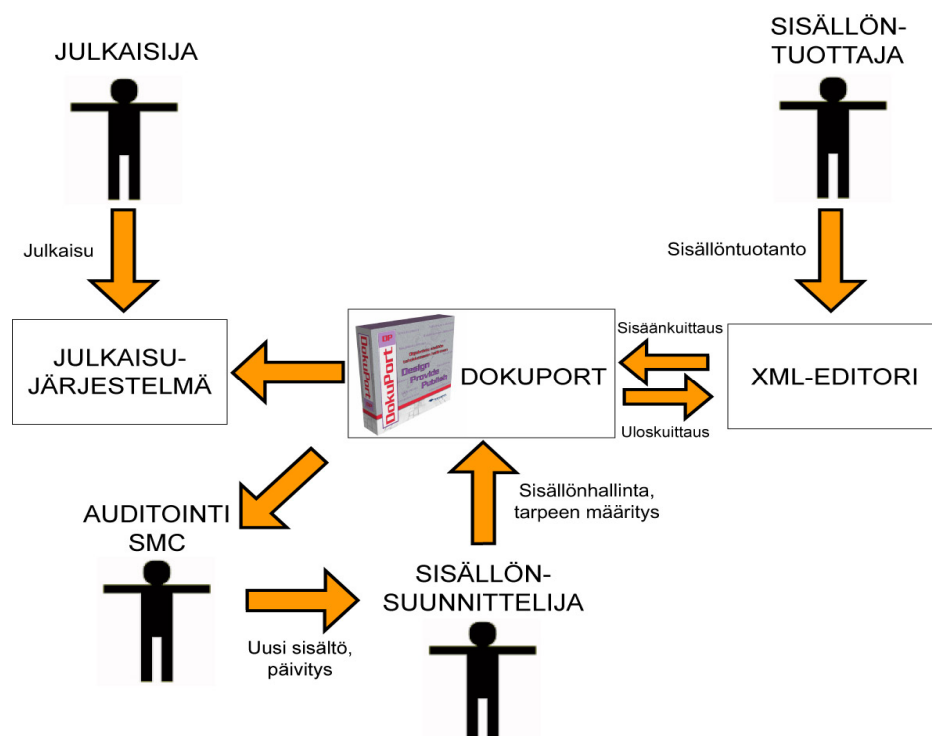 JULKAISIJA
SISÄLLÖN-
TUOTTAJA
Julkaisu
Sisällöntuotanto
JULKAISU-
JÄRJESTELMÄ
DP
DokuPort
Design
Provide
Publish
DOKUPORT
Sisäänkuittaus
Uloskuittaus
XML-EDITORI
AUDITOINTI
SMC
Sisällönhallinta,
tarpeen määritys
SISÄLLÖN-
SUUNNITTELIJA
Uusi sisältö,
päivitys